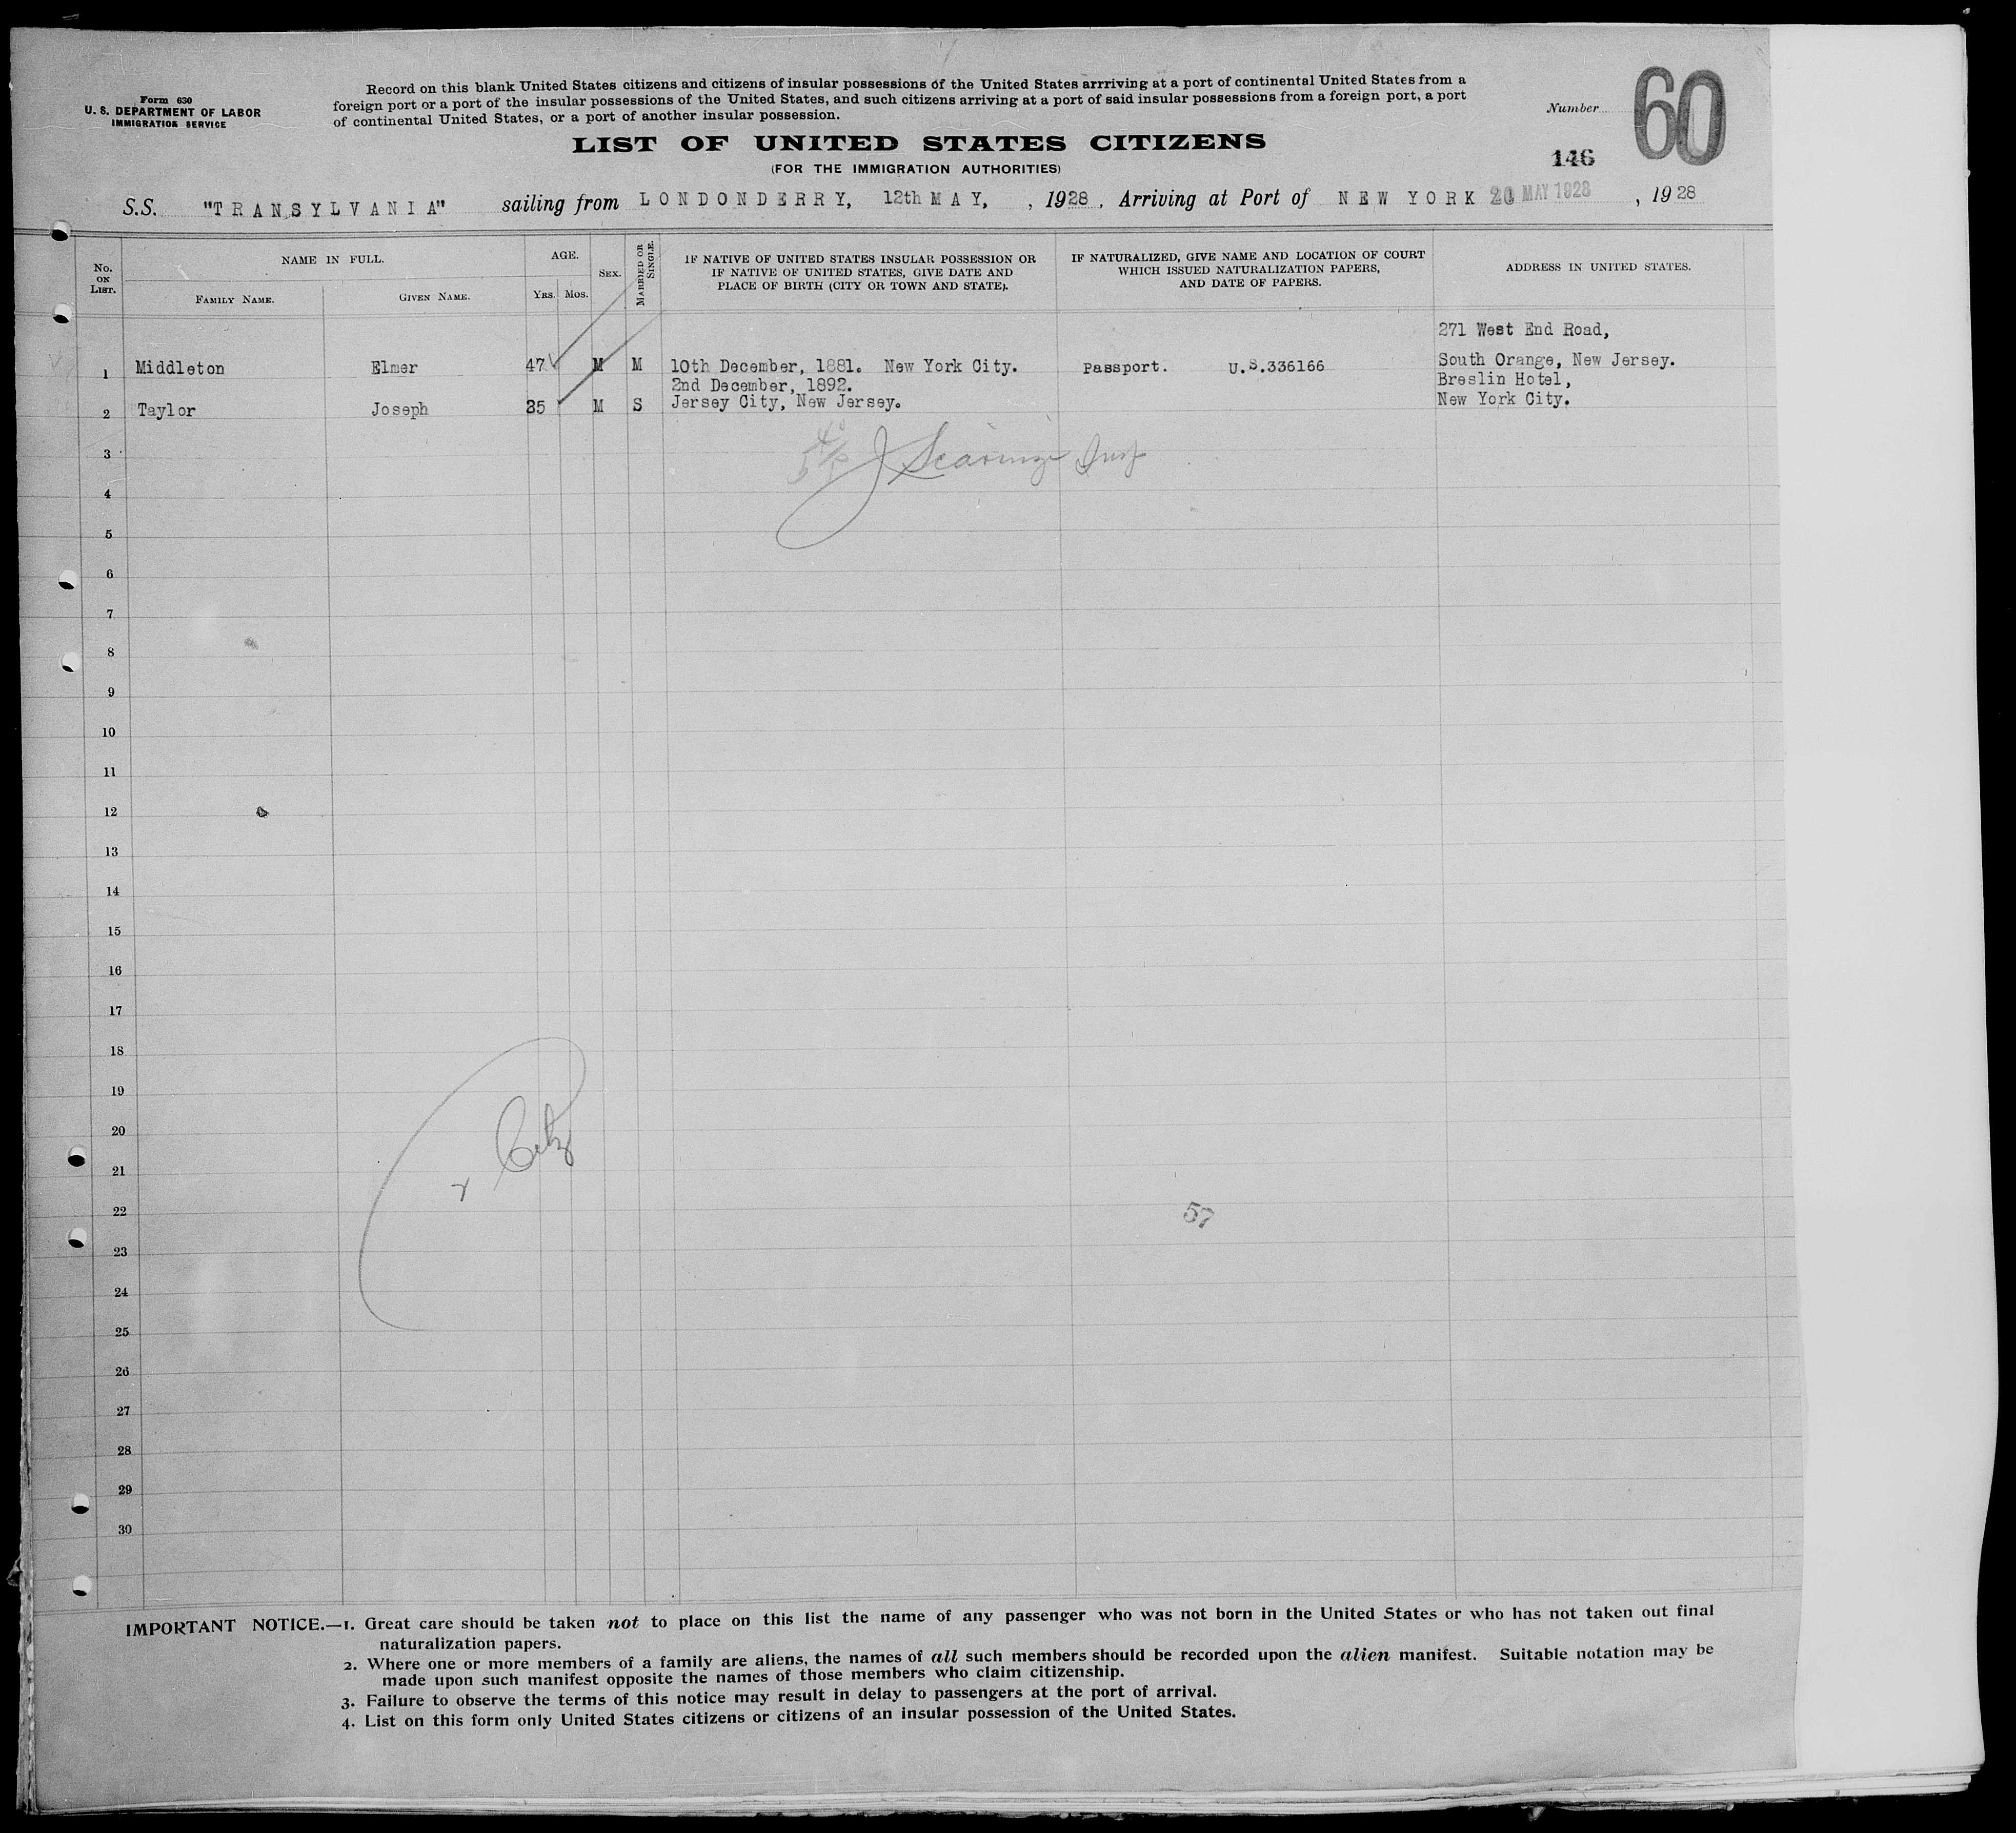 Form 630
U. S. DEPARTMENT OF LABOR
IMMIGRATION SERVICE
Record on this blank United States citizens and citizens of insular possessions of the United States arrriving at a port of continental United States from a
foreign port or a port of the insular possessions of the United States, and such citizens arriving at a port of said insular possessions from a foreign port, a port
of continental United States, or a port of another insular possession.
Number 60
LIST OF UNITED STATES CITIZENS
(FOR THE IMMIGRATION AUTHORITIES)
146
S.S. "TRANSYLVANIA" sailing from LONDONDERRY, 12th MAY, , 1928 , Arriving at Port of NEW YORK 20 MAY 1928 , 1928
No. ON LIST.
NAME IN FULL.
FAMILY NAME.
GIVEN NAME.
AGE.
YRS. MOS.
SEX.
MARRIED OR SINGLE.
IF NATIVE OF UNITED STATES INSULAR POSSESSION OR
IF NATIVE OF UNITED STATES, GIVE DATE AND
PLACE OF BIRTH (CITY OR TOWN AND STATE).
IF NATURALIZED, GIVE NAME AND LOCATION OF COURT
WHICH ISSUED NATURALIZATION PAPERS,
AND DATE OF PAPERS.
ADDRESS IN UNITED STATES.
271 West End Road,
1 Middleton Elmer 47 M M 10th December, 1881. New York City. Passport. U.S.336166 South Orange, New Jersey.
2nd December, 1892. Breslin Hotel,
2 Taylor Joseph 35 M S Jersey City, New Jersey. New York City.
3
4
5
6
7
8
9
10
11
12
13
14
15
16
17
18
19
20
21
22
23
24
25
26
27
28
29
30
Citz
57
IMPORTANT NOTICE.—1. Great care should be taken not to place on this list the name of any passenger who was not born in the United States or who has not taken out final
naturalization papers.
2. Where one or more members of a family are aliens, the names of all such members should be recorded upon the alien manifest. Suitable notation may be
made upon such manifest opposite the names of those members who claim citizenship.
3. Failure to observe the terms of this notice may result in delay to passengers at the port of arrival.
4. List on this form only United States citizens or citizens of an insular possession of the United States.